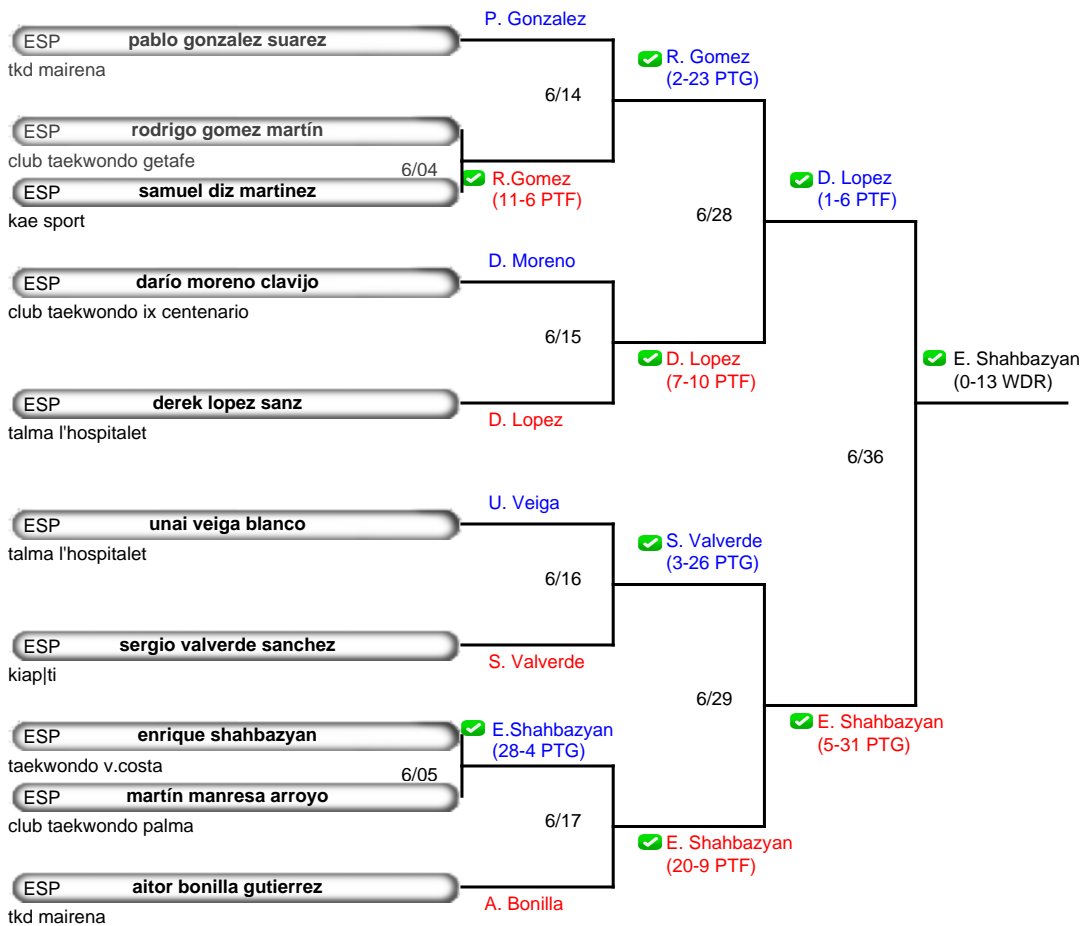 P. Gonzalez
ESP pablo gonzalez suarez
tkd mairena
R. Gomez
(2-23 PTG)
6/14
ESP rodrigo gomez martín
club taekwondo getafe
6/04
R.Gomez
(11-6 PTF)
ESP samuel diz martinez
kae sport
D. Lopez
(1-6 PTF)
6/28
D. Moreno
ESP darío moreno clavijo
club taekwondo ix centenario
6/15
D. Lopez
(7-10 PTF)
E. Shahbazyan
(0-13 WDR)
ESP derek lopez sanz
D. Lopez
talma l'hospitalet
6/36
U. Veiga
ESP unai veiga blanco
talma l'hospitalet
S. Valverde
(3-26 PTG)
6/16
ESP sergio valverde sanchez
S. Valverde
kiap|ti
6/29
E. Shahbazyan
(5-31 PTG)
ESP enrique shahbazyan
E.Shahbazyan
(28-4 PTG)
taekwondo v.costa
6/05
ESP martín manresa arroyo
club taekwondo palma
6/17
E. Shahbazyan
(20-9 PTF)
ESP aitor bonilla gutierrez
A. Bonilla
tkd mairena